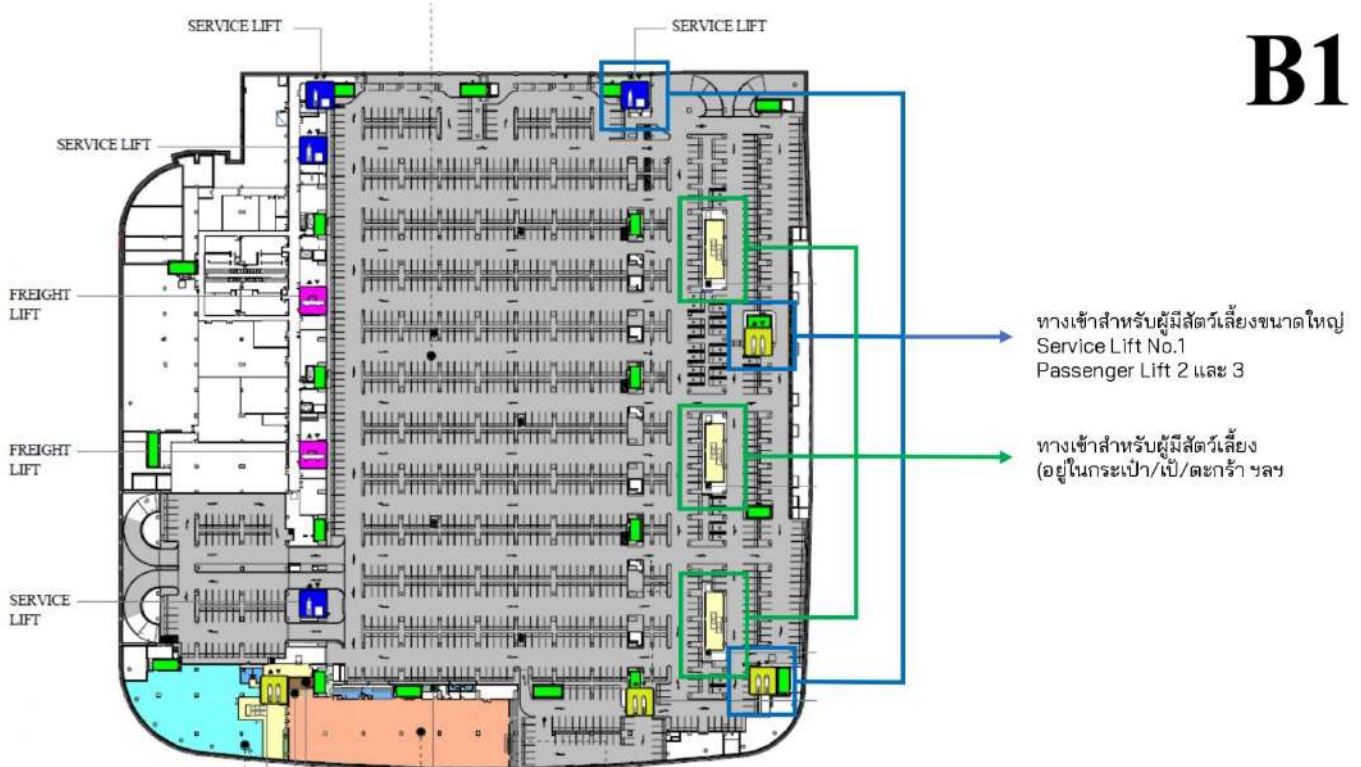 SERVICE LIFT
SERVICE LIFT
B1
SERVICE LIFT
FREIGHT
LIFT
ทางเข้าสำหรับผู้มีสัตว์เลี้ยงขนาดใหญ่
Service Lift No.1
Passenger Lift 2 และ 3
FREIGHT
LIFT
ทางเข้าสำหรับผู้มีสัตว์เลี้ยง
(อยู่ในกระเป๋า/เป้/ตะกร้า ฯลฯ
SERVICE
LIFT